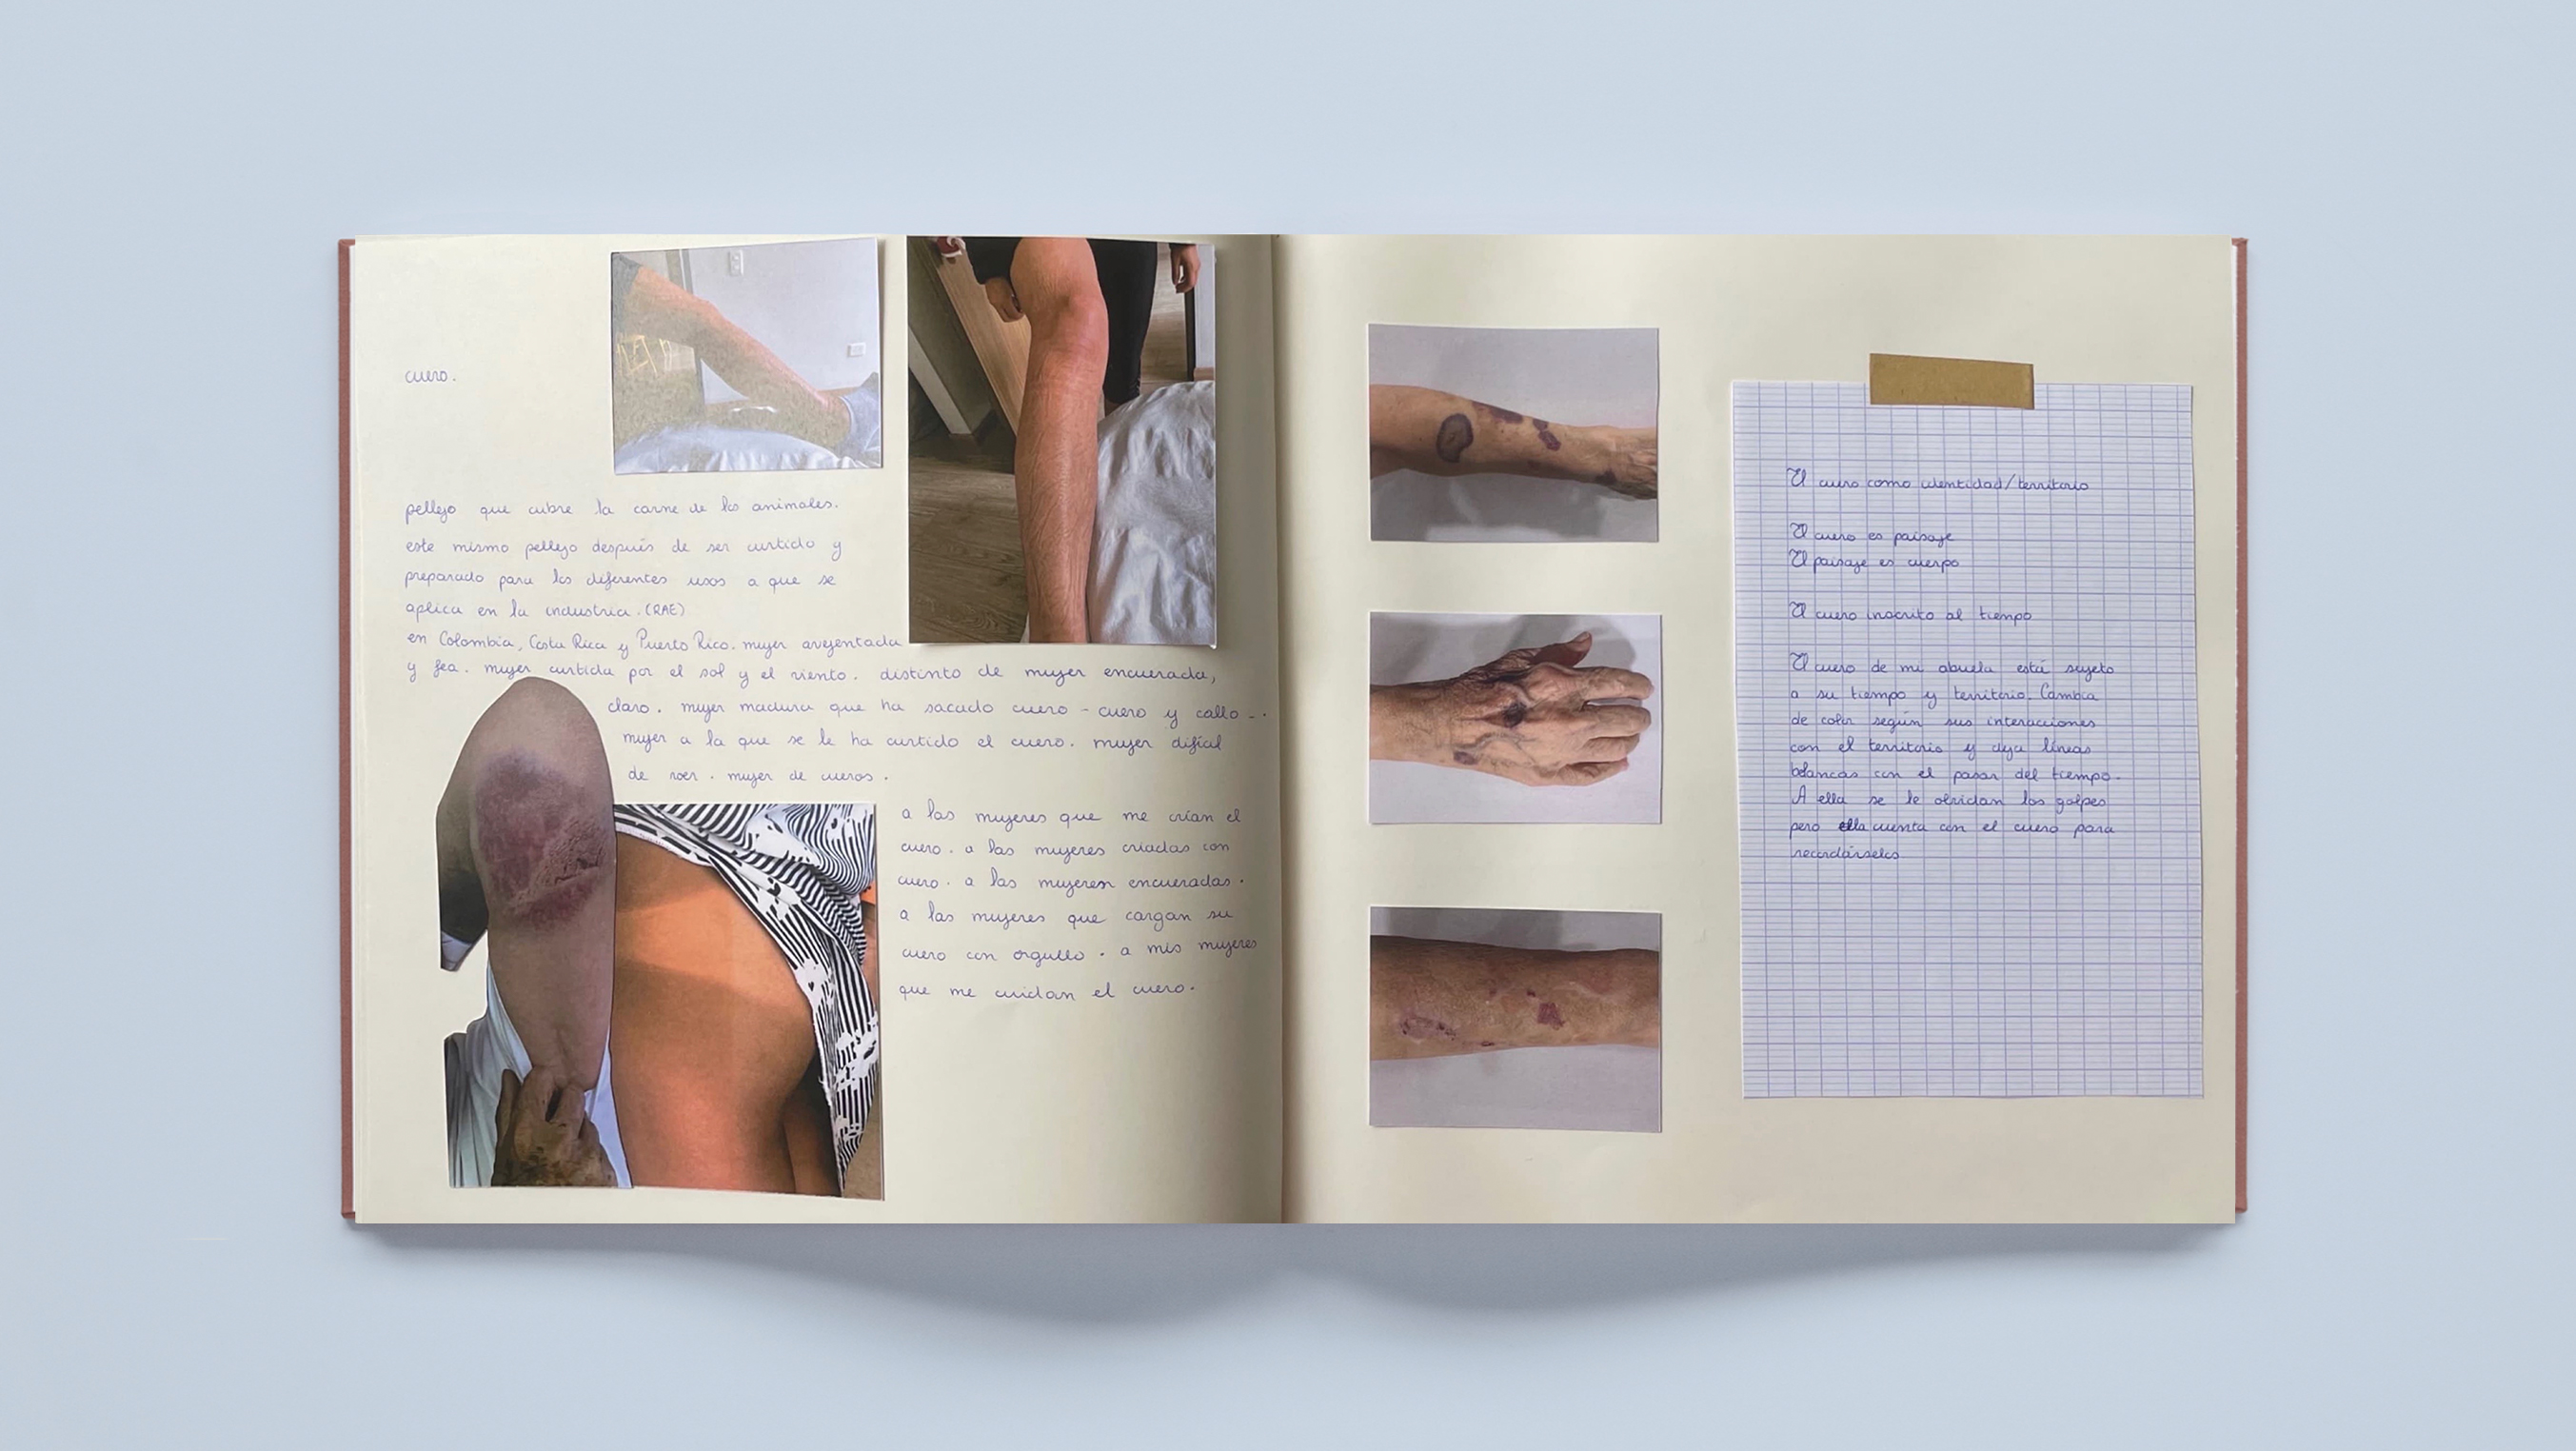 cuero.
pellejo que cubre la carne de los animales.
este mismo pellejo después de ser curtido y
preparado para los diferentes usos a que se
aplica en la industria. (RAE)
en Colombia, Costa Rica y Puerto Rico. mujer avejentada
y fea. mujer curtida por el sol y el viento. distinto de mujer encuerada,
claro. mujer madura que ha sacado cuero - cuero y callo -.
mujer a la que se le ha curtido el cuero. mujer difícil
de roer. mujer de cueros.
a las mujeres que me crían el
cuero. a las mujeres criadas con
cuero. a las mujeres encueradas.
a las mujeres que cargan su
cuero con orgullo. a mis mujeres
que me cuidan el cuero.
El cuero como identidad/territorio
El cuero es paisaje
El paisaje es cuerpo
El cuero inscrito al tiempo
El cuero de mi abuela está sujeto
a su tiempo y territorio. Cambia
de color según sus interacciones
con el territorio y deja líneas
blancas con el pasar del tiempo.
A ella se le olvidan los golpes
pero ella cuenta con el cuero para
recordárselos